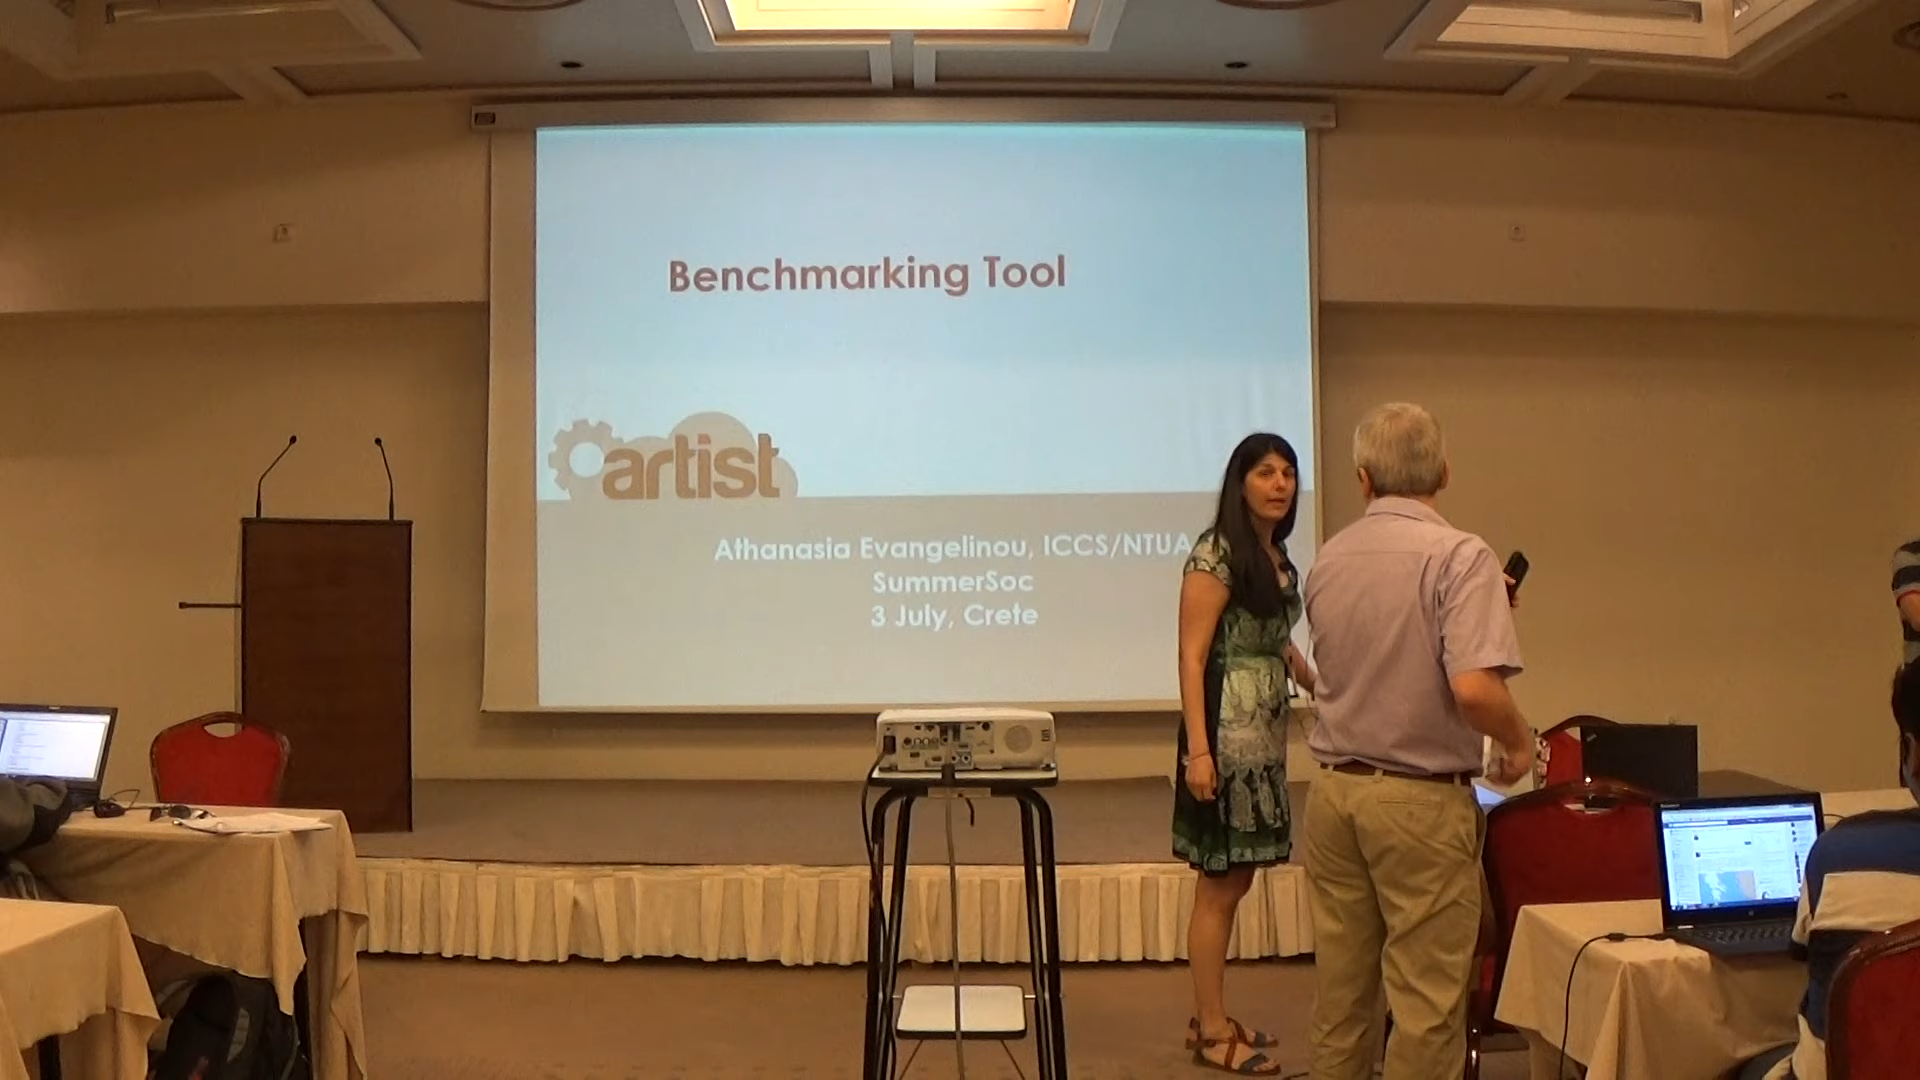 Benchmarking Tool
artist
Athanasia Evangelinou, ICCS/NTUA
SummerSoc
3 July, Crete